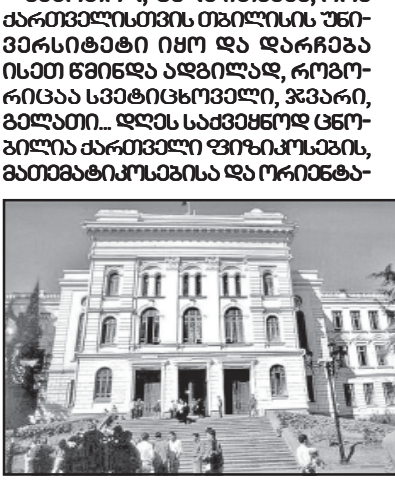 ქართველისთვის თბილისის უნი-
ვერსიტეტი იყო და დარჩება
ისეთ წმინდა ადგილად, როგო-
რიცაა სვეტიცხოველი, ჯვარი,
გელათი... დღეს საქვეყნოდ ცნო-
ბილია ქართველი ფიზიკოსების,
მათემატიკოსებისა და ორიენტა-